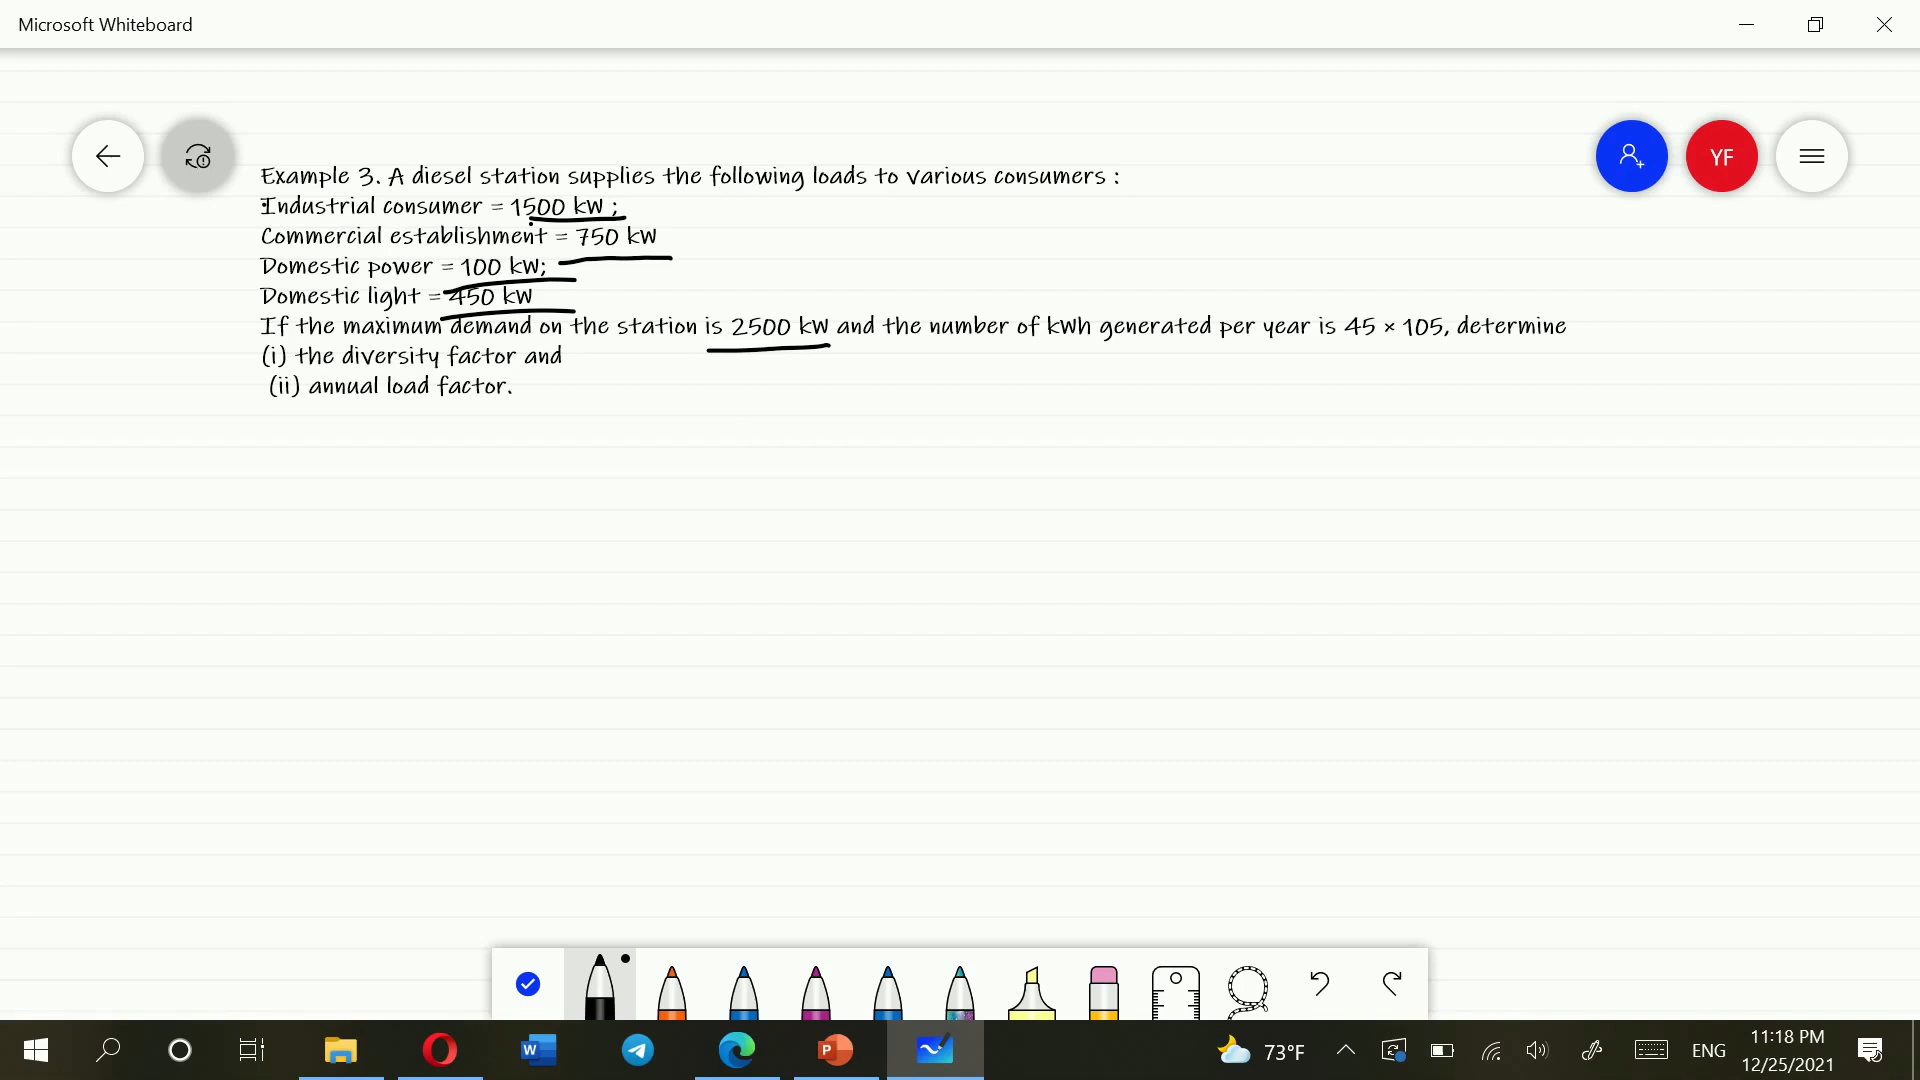 Microsoft Whiteboard
YF
Example 3. A diesel station supplies the following loads to various consumers :
Industrial consumer = 1500 kW ;
Commercial establishment = 750 kW
Domestic power = 100 kW;
Domestic light = 450 kW
If the maximum demand on the station is 2500 kW and the number of kWh generated per year is 45 × 105, determine
(i) the diversity factor and
(ii) annual load factor.
73°F
ENG
11:18 PM
12/25/2021